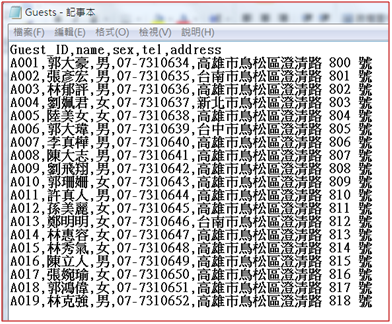 Guests - 記事本
檔案(F) 編輯(E) 格式(O) 檢視(V) 說明(H)
Guest_ID,name,sex,tel,address
A001,郭大豪,男,07-7310634,高雄市鳥松區澄清路 800 號
A002,張彥宏,男,07-7310635,台南市鳥松區澄清路 801 號
A003,林郁評,男,07-7310636,高雄市鳥松區澄清路 802 號
A004,劉佩君,女,07-7310637,新北市鳥松區澄清路 803 號
A005,陸美女,女,07-7310638,高雄市鳥松區澄清路 804 號
A006,郭大瑋,男,07-7310639,台中市鳥松區澄清路 805 號
A007,李真樺,男,07-7310640,高雄市鳥松區澄清路 806 號
A008,陳大志,男,07-7310641,高雄市鳥松區澄清路 807 號
A009,劉飛翔,男,07-7310642,高雄市鳥松區澄清路 808 號
A010,郭珊姍,女,07-7310643,高雄市鳥松區澄清路 809 號
A011,許真人,男,07-7310644,高雄市鳥松區澄清路 810 號
A012,孫美麗,女,07-7310645,高雄市鳥松區澄清路 811 號
A013,鄭明明,女,07-7310646,台南市鳥松區澄清路 812 號
A014,林惠容,女,07-7310647,高雄市鳥松區澄清路 813 號
A015,林秀氣,女,07-7310648,高雄市鳥松區澄清路 814 號
A016,陳立人,男,07-7310649,高雄市鳥松區澄清路 815 號
A017,張婉瑜,女,07-7310650,高雄市鳥松區澄清路 816 號
A018,郭鴻偉,男,07-7310651,高雄市鳥松區澄清路 817 號
A019,林克強,男,07-7310652,高雄市鳥松區澄清路 818 號